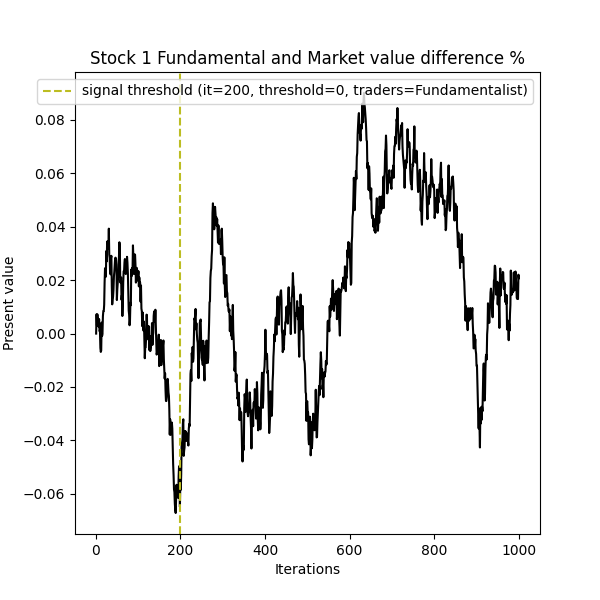 Stock 1 Fundamental and Market value difference %
signal threshold (it=200, threshold=0, traders=Fundamentalist)
0.08
0.06
0.04
0.02
0.00
−0.02
−0.04
−0.06
Present value
0 200 400 600 800 1000
Iterations